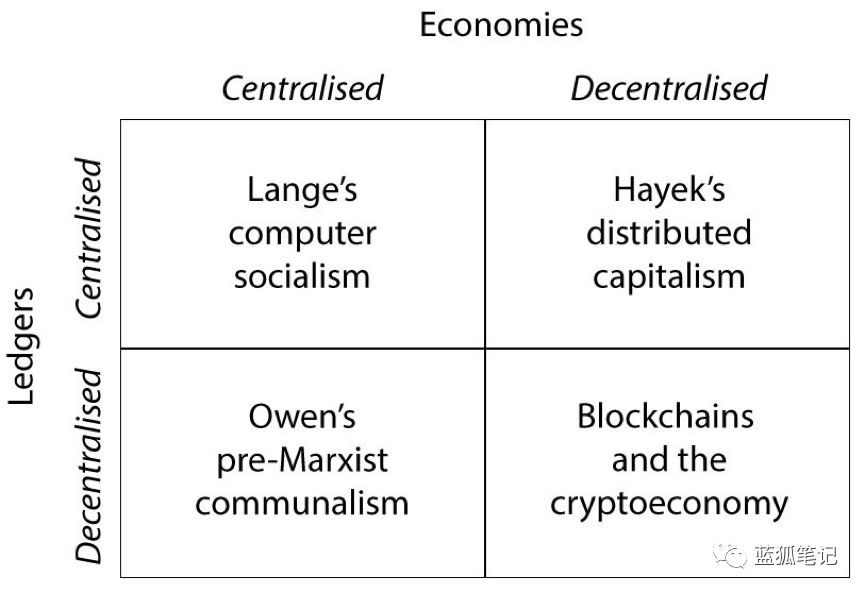 Economies
Centralised
Decentralised
Ledgers
Centralised
Lange's
computer
socialism
Hayek's
distributed
capitalism
Decentralised
Owen's
pre-Marxist
communalism
Blockchains
and the
cryptoeconomy
蓝狐笔记